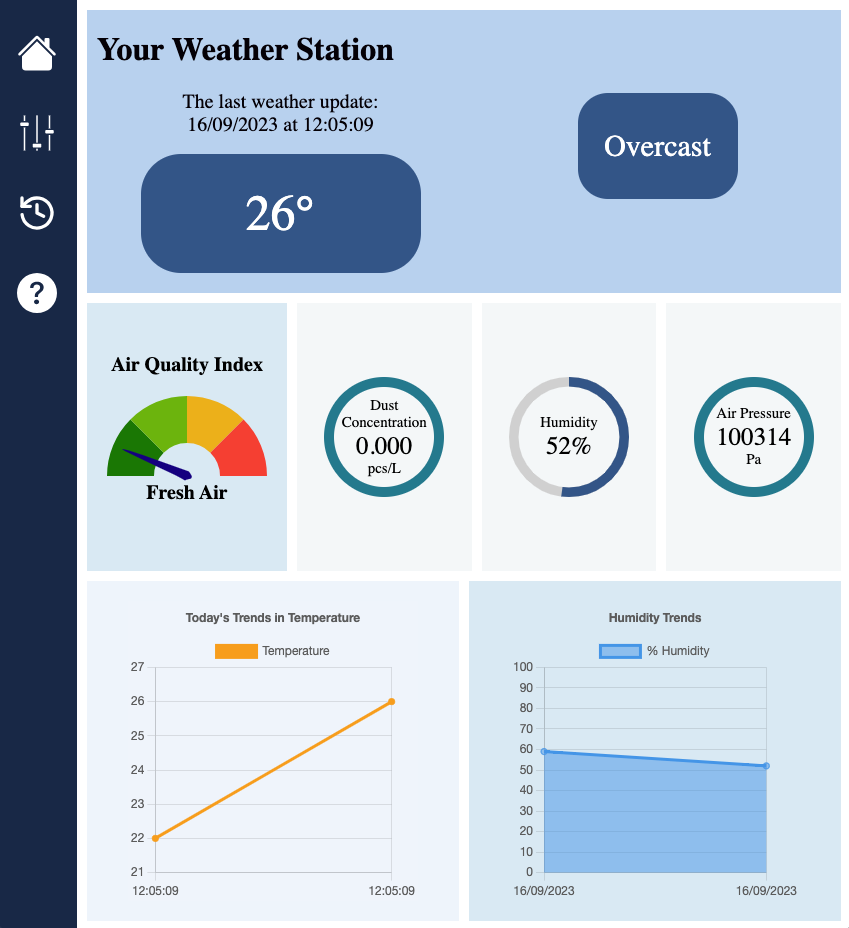 Your Weather Station
The last weather update:
16/09/2023 at 12:05:09
26°
Overcast
?
Air Quality Index
Fresh Air
Dust
Concentration
0.000
pcs/L
Humidity
52%
Air Pressure
100314
Pa
Today's Trends in Temperature
Temperature
27
26
25
24
23
22
21
12:05:09
12:05:09
Humidity Trends
% Humidity
100
90
80
70
60
50
40
30
20
10
0
16/09/2023
16/09/2023